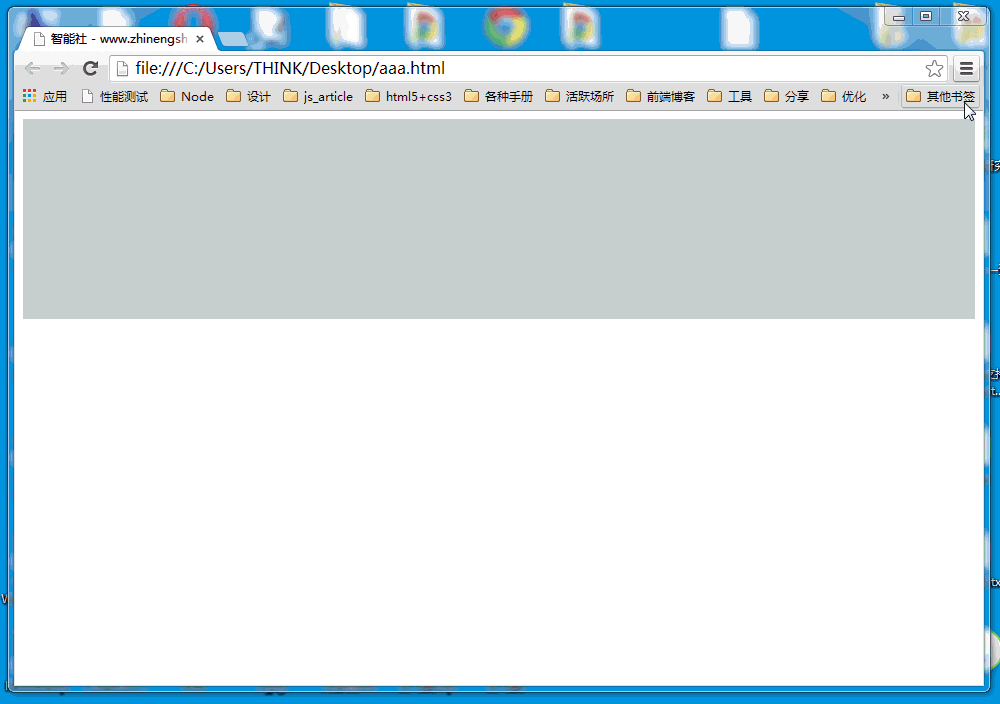 智能社 - www.zhinengsh
file:///C:/Users/THINK/Desktop/aaa.html
应用 性能测试 Node 设计 js_article html5+css3 各种手册 活跃场所 前端博客 工具 分享 优化 » 其他书签